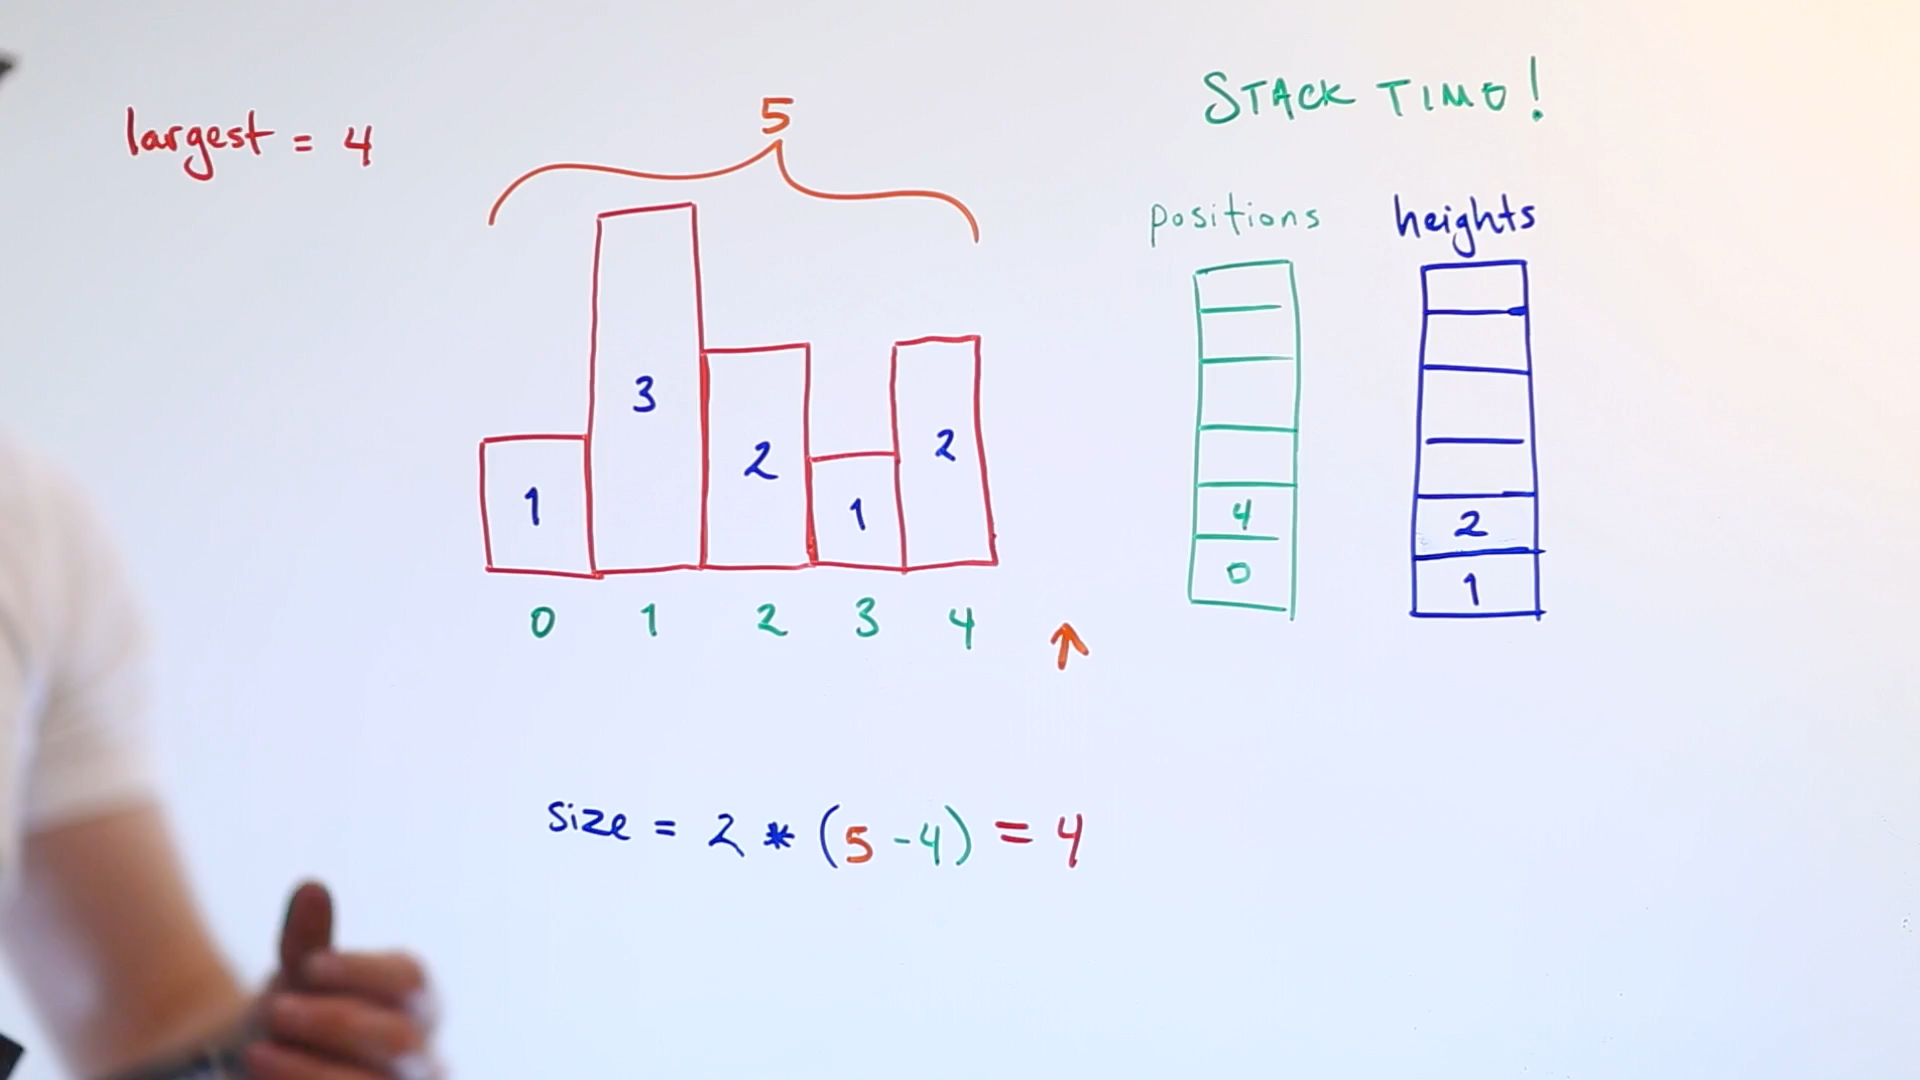 largest = 4
5
STACK TIMO!
positions
heights
1
3
2
1
2
0 1 2 3 4
4
0
2
1
size = 2 * (5 - 4) = 4